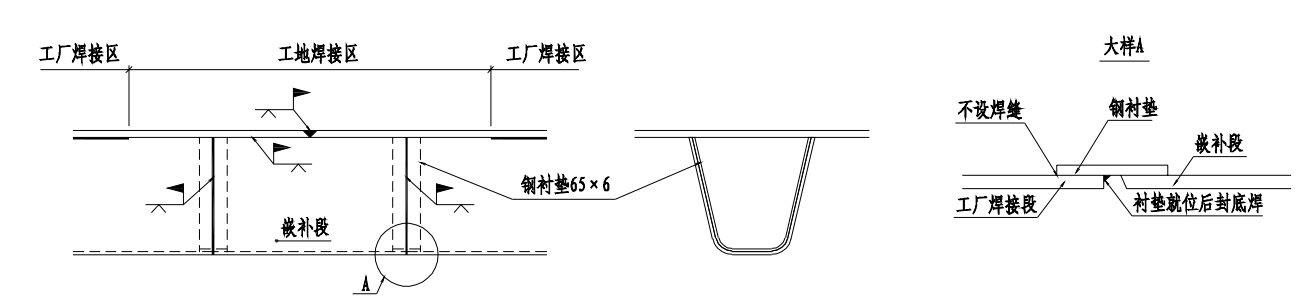 工厂焊接区
工地焊接区
工厂焊接区
钢衬垫65×6
嵌补段
A
大样A
不设焊缝
钢衬垫
嵌补段
工厂焊接段
衬垫就位后封底焊